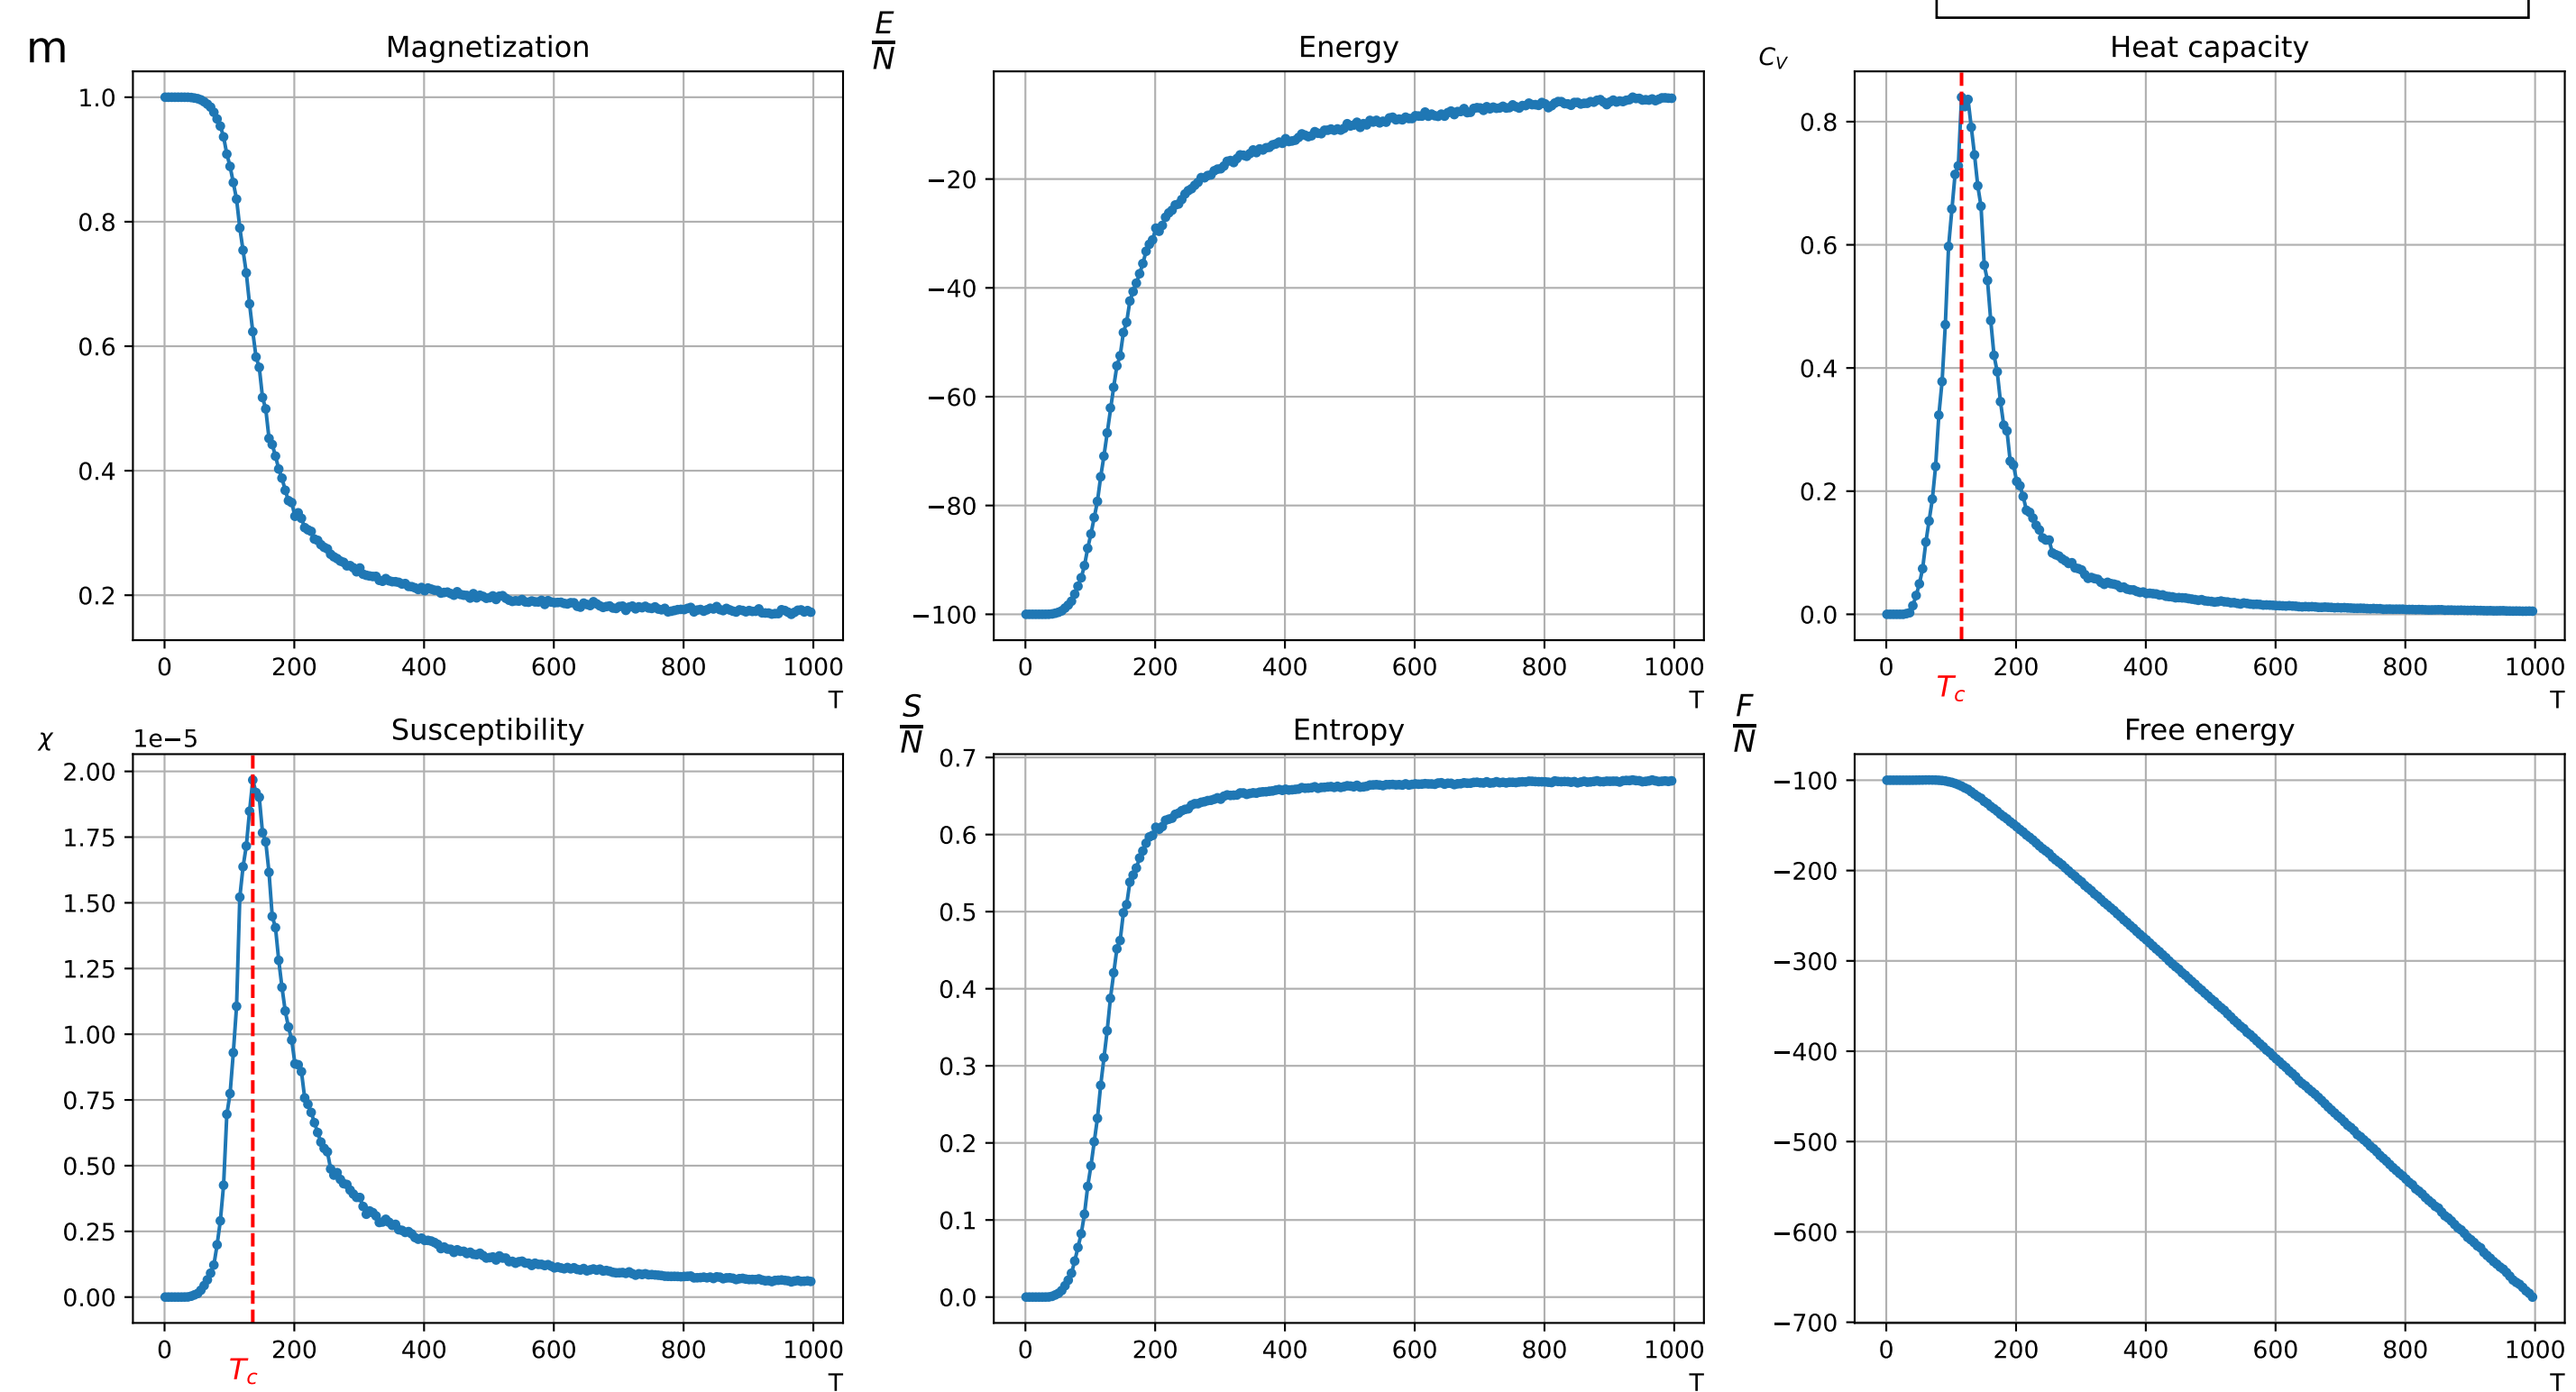 m
Magnetization
1.0
0.8
0.6
0.4
0.2
0 200 400 600 800 1000
T
E
N
Energy
−20
−40
−60
−80
−100
0 200 400 600 800 1000
T
C_V
Heat capacity
0.8
0.6
0.4
0.2
0.0
0 200 400 600 800 1000
T_c
T
χ
1e−5
Susceptibility
2.00
1.75
1.50
1.25
1.00
0.75
0.50
0.25
0.00
0 200 400 600 800 1000
T_c
T
S
N
Entropy
0.7
0.6
0.5
0.4
0.3
0.2
0.1
0.0
0 200 400 600 800 1000
T
F
N
Free energy
−100
−200
−300
−400
−500
−600
−700
0 200 400 600 800 1000
T